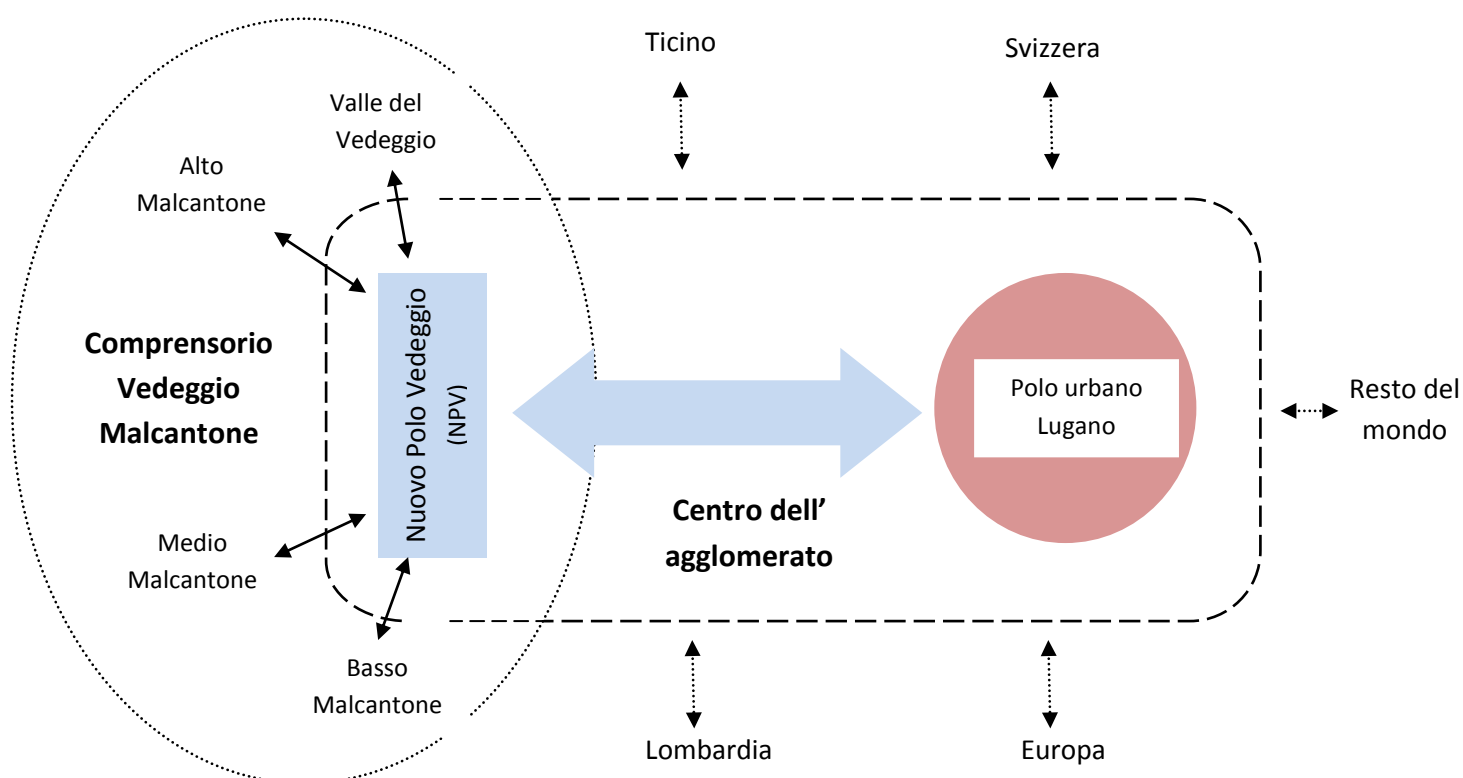 Ticino
Svizzera
Valle del
Vedeggio
Alto
Malcantone
Comprensorio
Vedeggio
Malcantone
Nuovo Polo Vedeggio
(NPV)
Polo urbano
Lugano
Resto del
mondo
Centro dell’
agglomerato
Medio
Malcantone
Basso
Malcantone
Lombardia
Europa